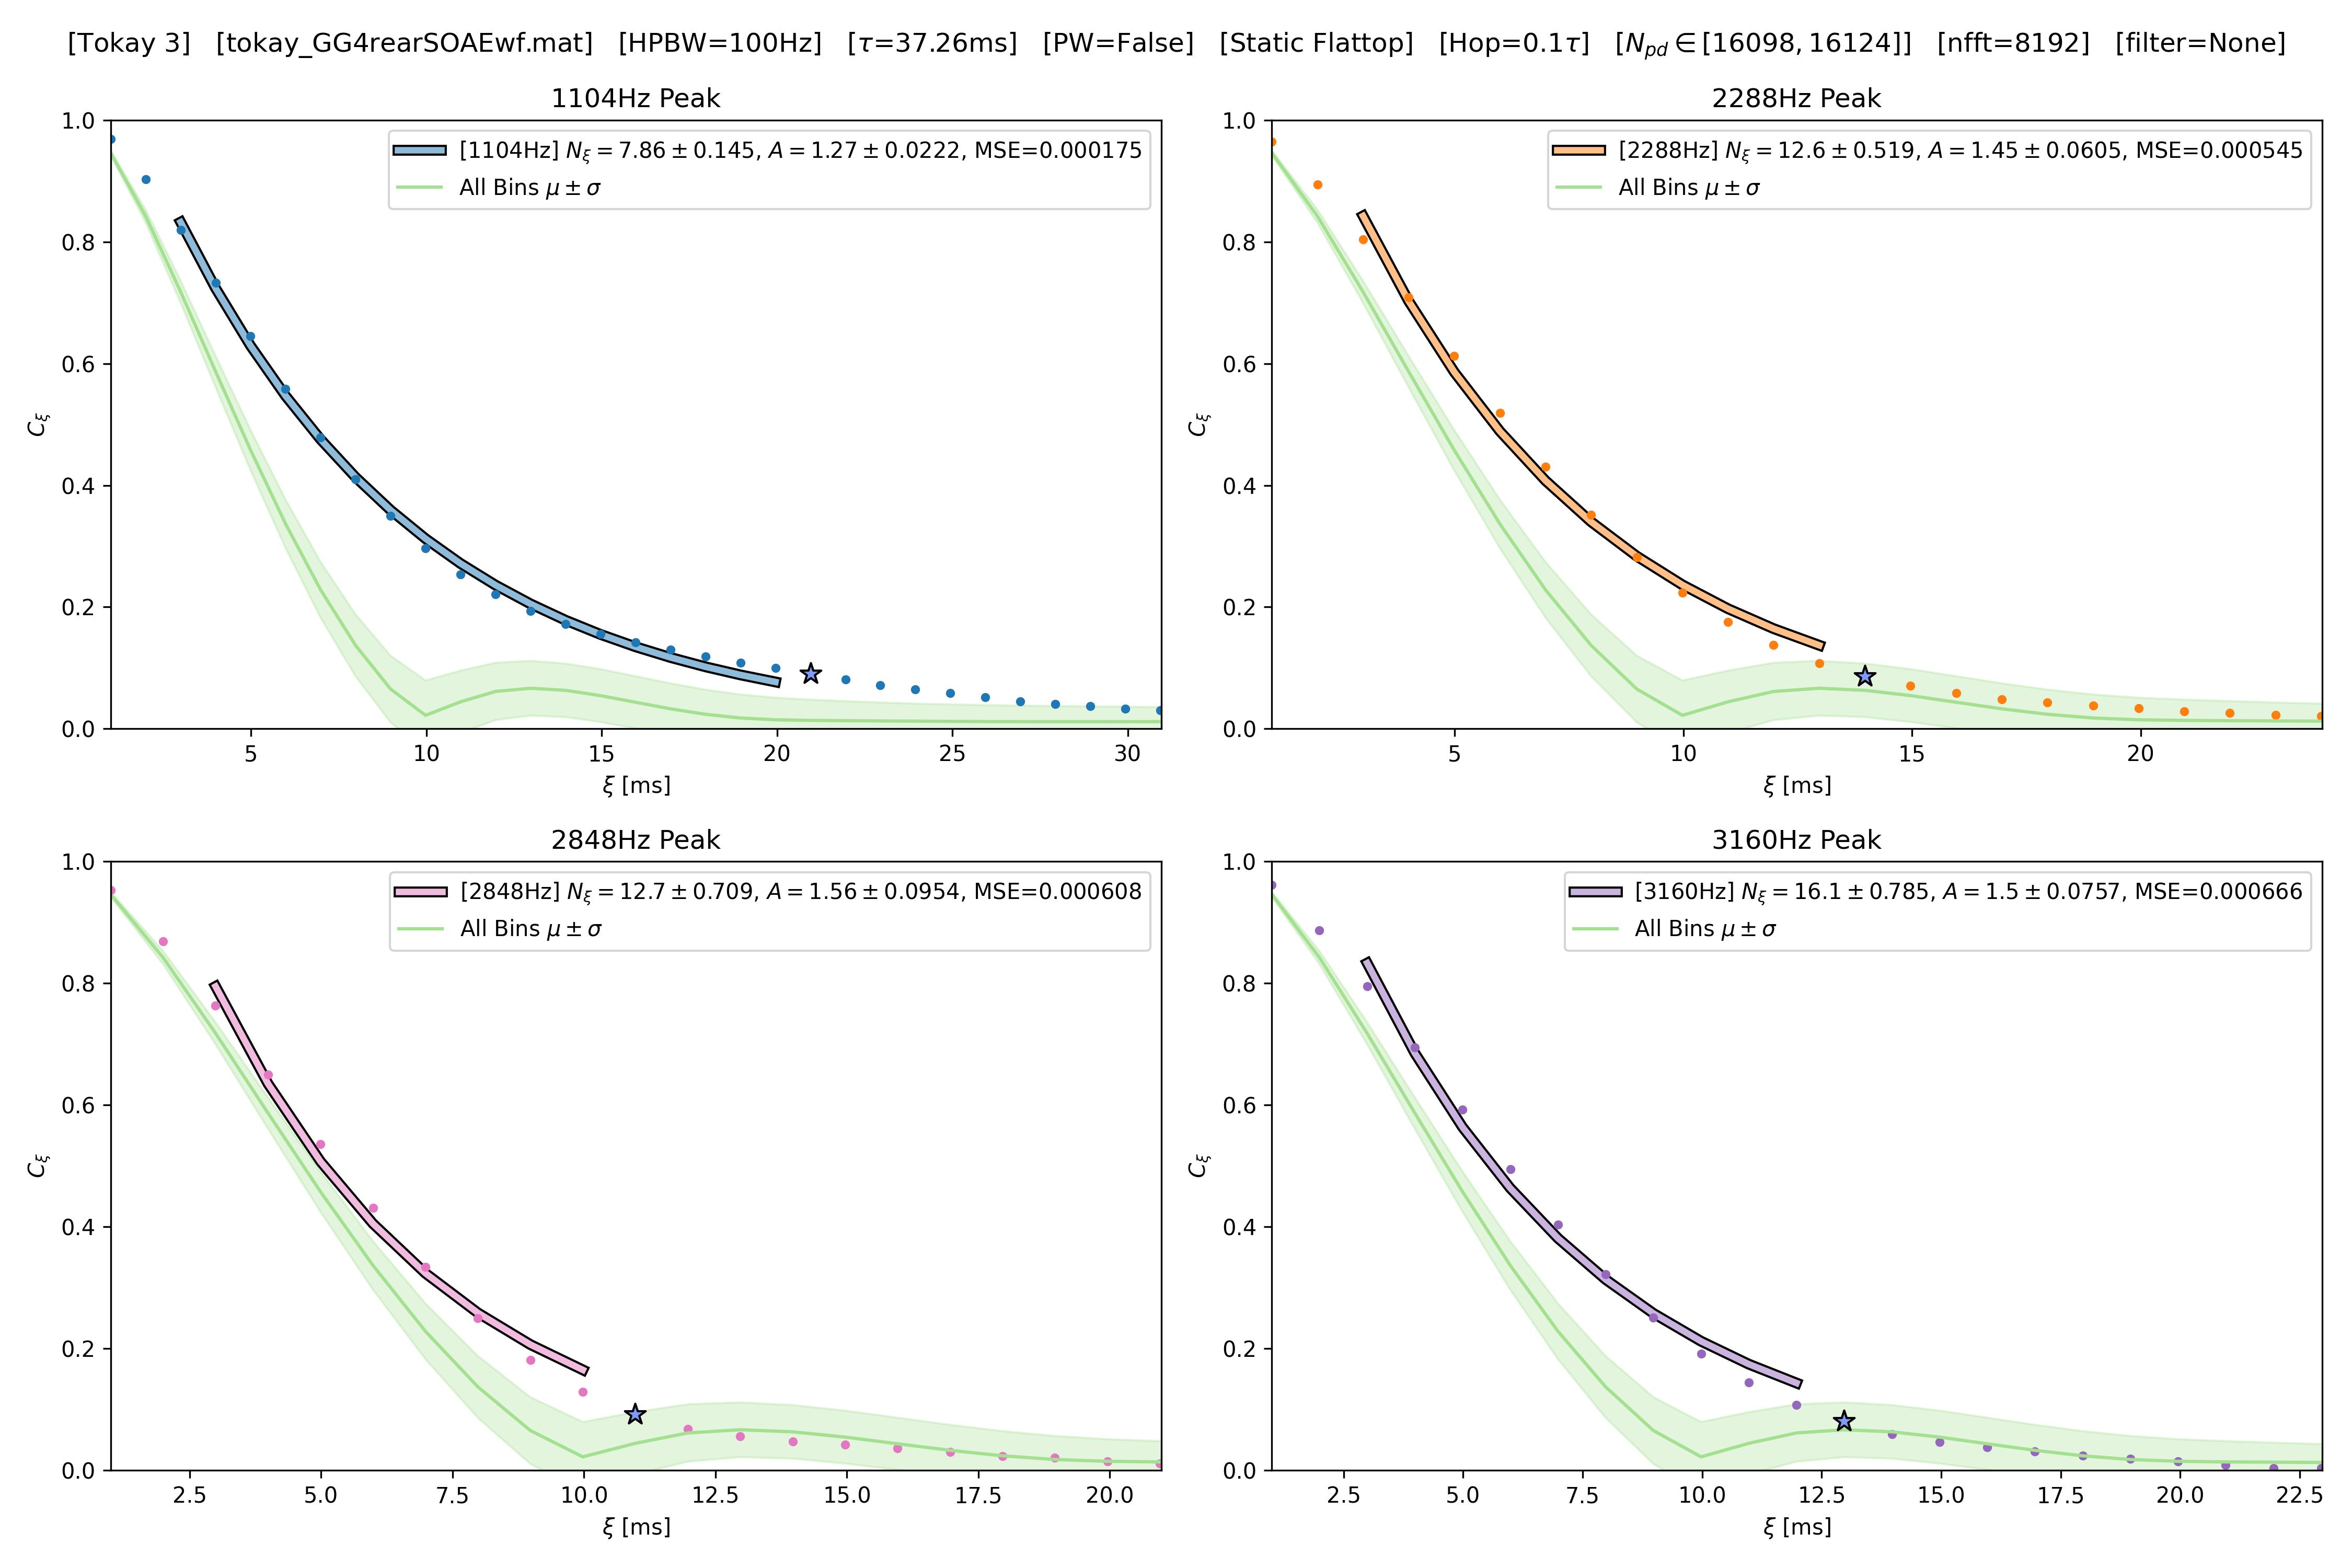 [Tokay 3] [tokay_GG4rearSOAEwf.mat] [HPBW=100Hz] [τ=37.26ms] [PW=False] [Static Flattop] [Hop=0.1τ] [N_pd ∈ [16098, 16124]] [nfft=8192] [filter=None]
1104Hz Peak
[1104Hz] N_ξ = 7.86 ± 0.145, A = 1.27 ± 0.0222, MSE=0.000175
All Bins μ ± σ
1.0
0.8
0.6
0.4
0.2
0.0
C_ξ
5 10 15 20 25 30
ξ [ms]
2288Hz Peak
[2288Hz] N_ξ = 12.6 ± 0.519, A = 1.45 ± 0.0605, MSE=0.000545
All Bins μ ± σ
1.0
0.8
0.6
0.4
0.2
0.0
C_ξ
5 10 15 20
ξ [ms]
2848Hz Peak
[2848Hz] N_ξ = 12.7 ± 0.709, A = 1.56 ± 0.0954, MSE=0.000608
All Bins μ ± σ
1.0
0.8
0.6
0.4
0.2
0.0
C_ξ
2.5 5.0 7.5 10.0 12.5 15.0 17.5 20.0
ξ [ms]
3160Hz Peak
[3160Hz] N_ξ = 16.1 ± 0.785, A = 1.5 ± 0.0757, MSE=0.000666
All Bins μ ± σ
1.0
0.8
0.6
0.4
0.2
0.0
C_ξ
2.5 5.0 7.5 10.0 12.5 15.0 17.5 20.0 22.5
ξ [ms]